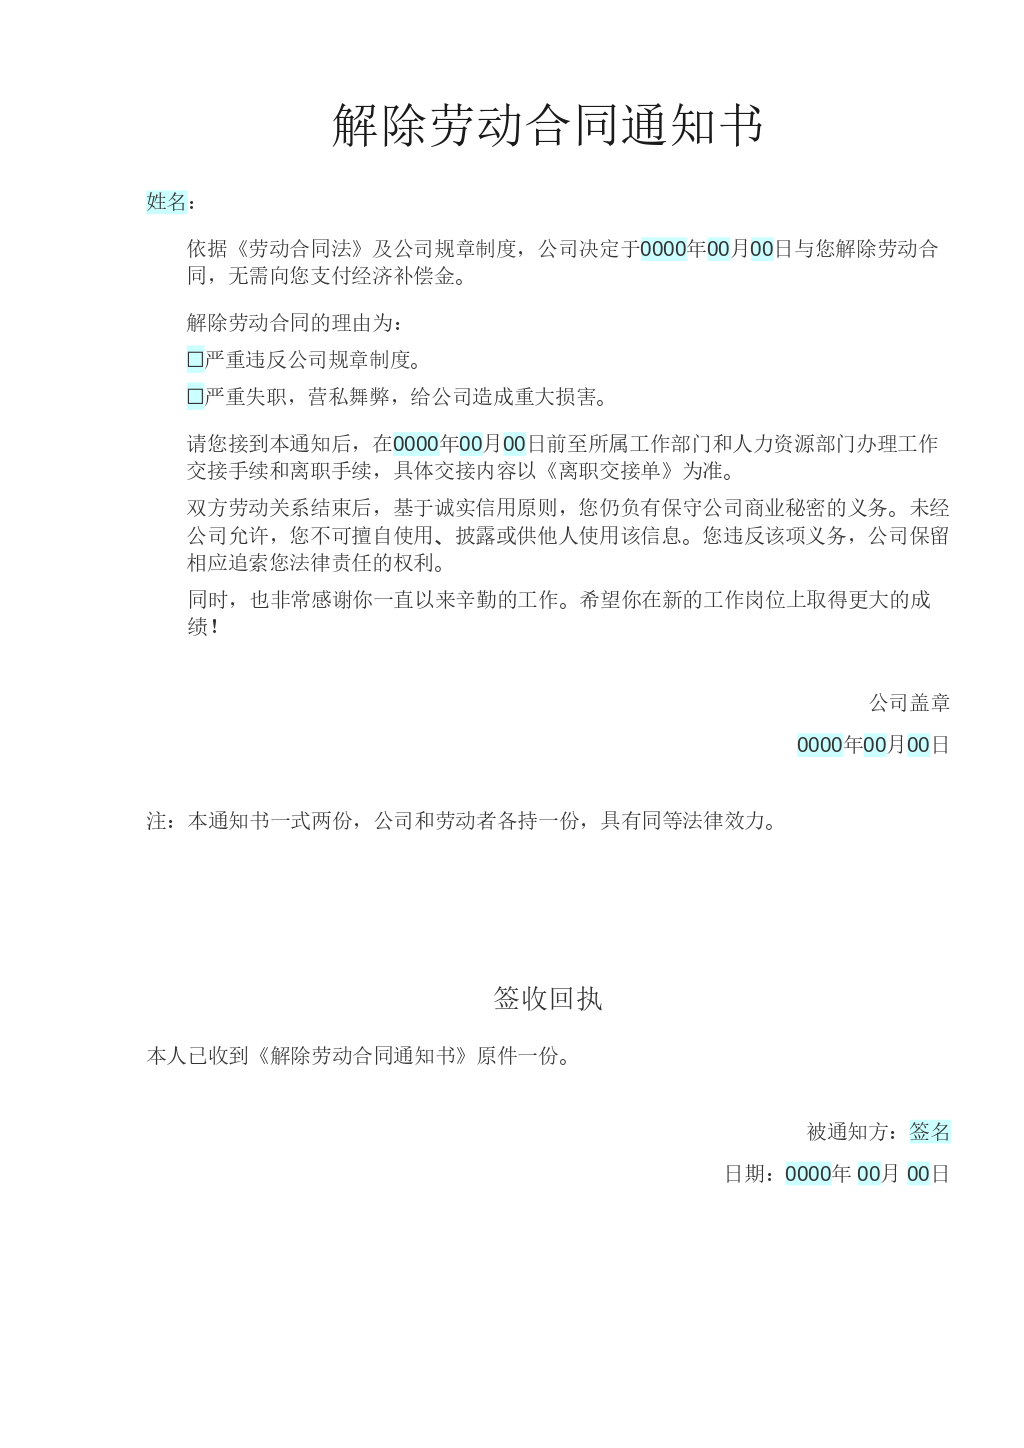 解除劳动合同通知书
姓名：
依据《劳动合同法》及公司规章制度，公司决定于0000年00月00日与您解除劳动合
同，无需向您支付经济补偿金。
解除劳动合同的理由为：
□严重违反公司规章制度。
□严重失职，营私舞弊，给公司造成重大损害。
请您接到本通知后，在0000年00月00日前至所属工作部门和人力资源部门办理工作
交接手续和离职手续，具体交接内容以《离职交接单》为准。
双方劳动关系结束后，基于诚实信用原则，您仍负有保守公司商业秘密的义务。未经
公司允许，您不可擅自使用、披露或供他人使用该信息。您违反该项义务，公司保留
相应追索您法律责任的权利。
同时，也非常感谢你一直以来辛勤的工作。希望你在新的工作岗位上取得更大的成
绩！
公司盖章
0000年00月00日
注：本通知书一式两份，公司和劳动者各持一份，具有同等法律效力。
签收回执
本人已收到《解除劳动合同通知书》原件一份。
被通知方：签名
日期：0000年 00月 00日